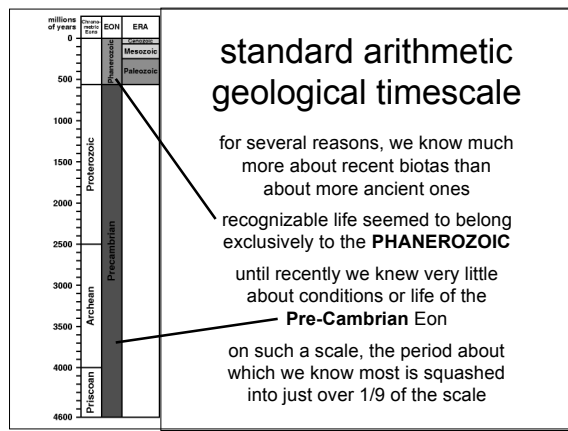 millions
of years
Chrono-
metric
Eons
EON
ERA
0
500
1000
1500
2000
2500
3000
3500
4000
4600
Proterozoic
Archean
Priscoan
Phanerozoic
Precambrian
Cenozoic
Mesozoic
Paleozoic
standard arithmetic
geological timescale
for several reasons, we know much
more about recent biotas than
about more ancient ones
recognizable life seemed to belong
exclusively to the PHANEROZOIC
until recently we knew very little
about conditions or life of the
Pre-Cambrian Eon
on such a scale, the period about
which we know most is squashed
into just over 1/9 of the scale